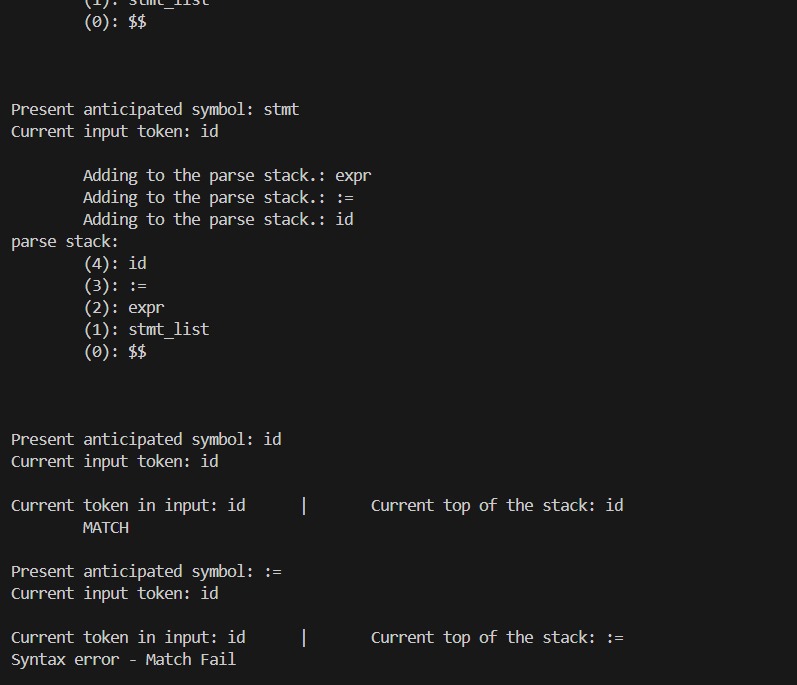 (1): stmt_list
(0): $$
Present anticipated symbol: stmt
Current input token: id
Adding to the parse stack.: expr
Adding to the parse stack.: :=
Adding to the parse stack.: id
parse stack:
(4): id
(3): :=
(2): expr
(1): stmt_list
(0): $$
Present anticipated symbol: id
Current input token: id
Current token in input: id | Current top of the stack: id
MATCH
Present anticipated symbol: :=
Current input token: id
Current token in input: id | Current top of the stack: :=
Syntax error - Match Fail